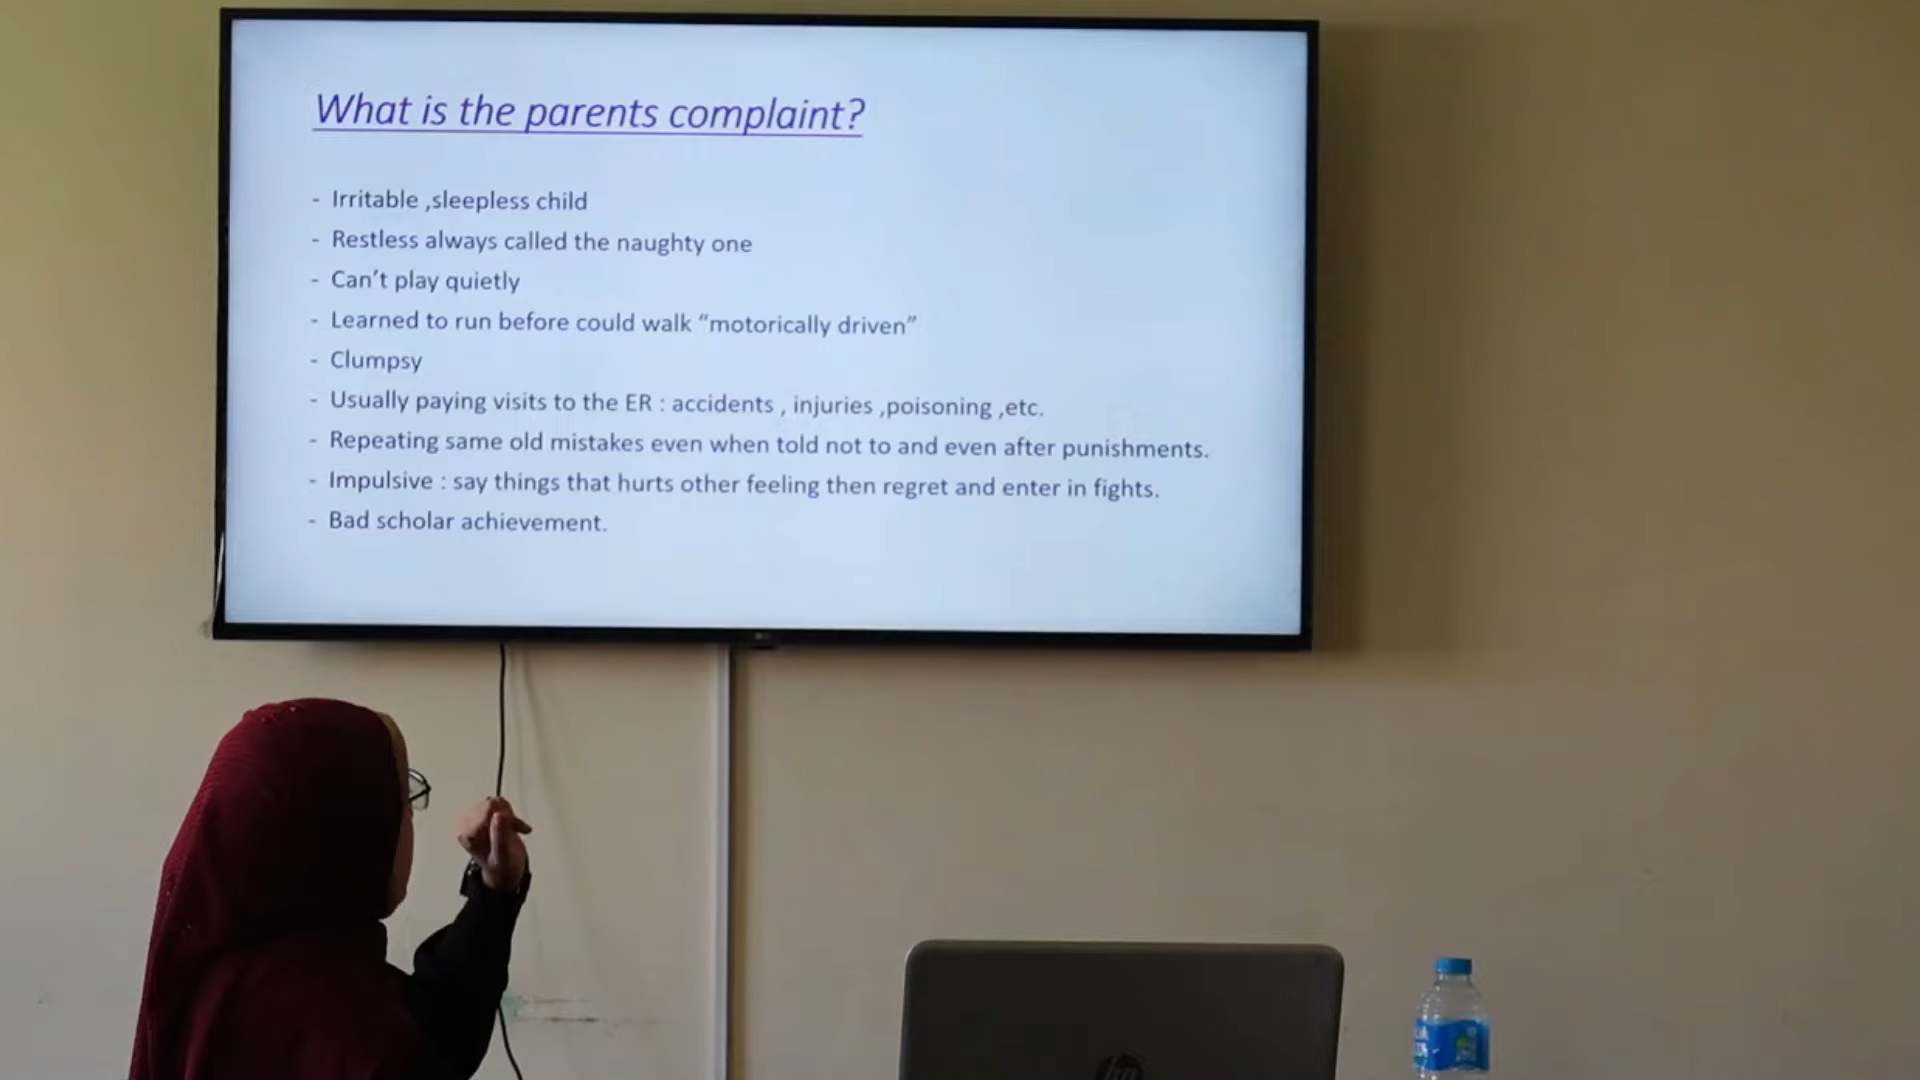 What is the parents complaint?
- Irritable ,sleepless child
- Restless always called the naughty one
- Can’t play quietly
- Learned to run before could walk “motorically driven”
- Clumpsy
- Usually paying visits to the ER : accidents , injuries ,poisoning ,etc.
- Repeating same old mistakes even when told not to and even after punishments.
- Impulsive : say things that hurts other feeling then regret and enter in fights.
- Bad scholar achievement.
hp